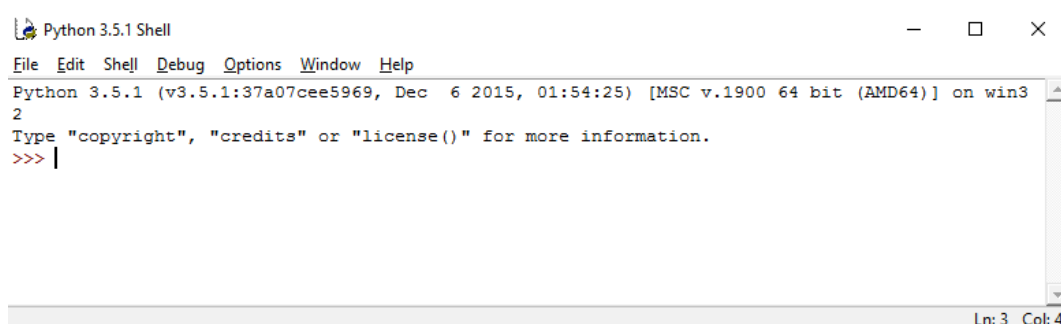 Python 3.5.1 Shell
File Edit Shell Debug Options Window Help
Python 3.5.1 (v3.5.1:37a07cee5969, Dec  6 2015, 01:54:25) [MSC v.1900 64 bit (AMD64)] on win3
2
Type "copyright", "credits" or "license()" for more information.
>>>
Ln: 3 Col: 4